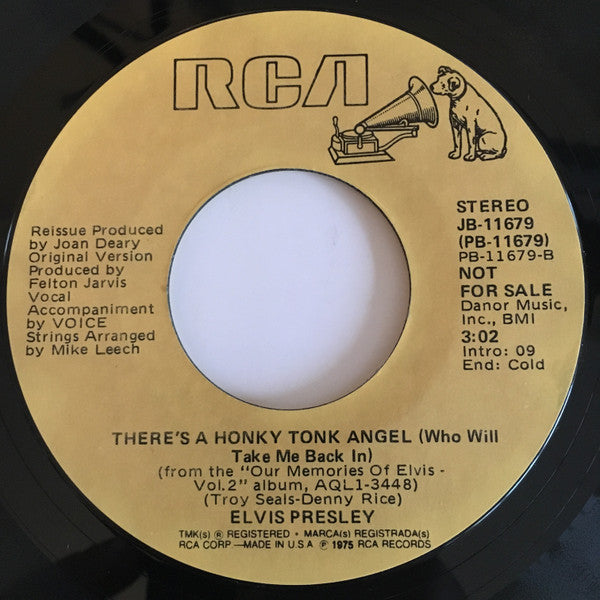 RCA
STEREO
JB-11679
(PB-11679)
PB-11679-B
NOT
FOR SALE
Danor Music,
Inc., BMI
3:02
Intro: 09
End: Cold
Reissue Produced
by Joan Deary
Original Version
Produced by
Felton Jarvis
Vocal
Accompaniment
by VOICE
Strings Arranged
by Mike Leech
THERE'S A HONKY TONK ANGEL (Who Will
Take Me Back In)
(from the "Our Memories Of Elvis -
Vol.2" album, AQL1-3448)
(Troy Seals-Denny Rice)
ELVIS PRESLEY
TMK(s) ® REGISTERED • MARCA(s) REGISTRADA(s)
RCA CORP—MADE IN U.S.A ℗ 1975 RCA RECORDS